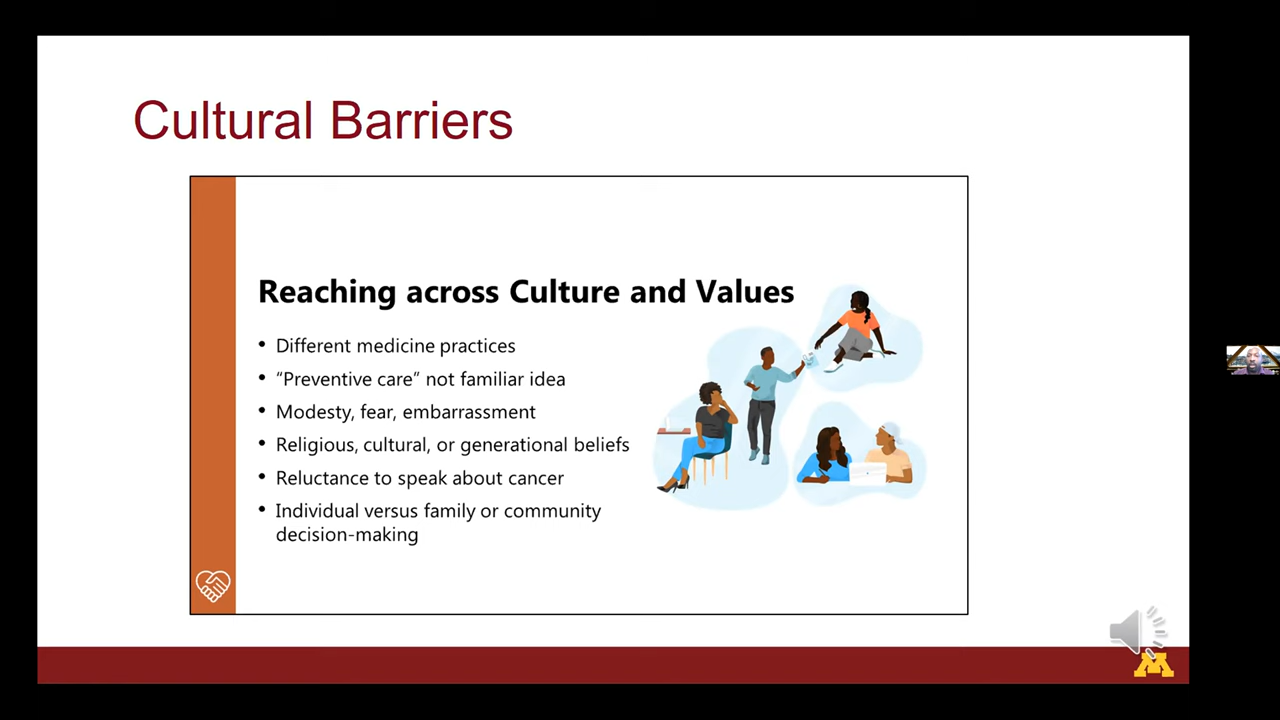 Cultural Barriers
Reaching across Culture and Values
• Different medicine practices
• “Preventive care” not familiar idea
• Modesty, fear, embarrassment
• Religious, cultural, or generational beliefs
• Reluctance to speak about cancer
• Individual versus family or community
decision-making
M